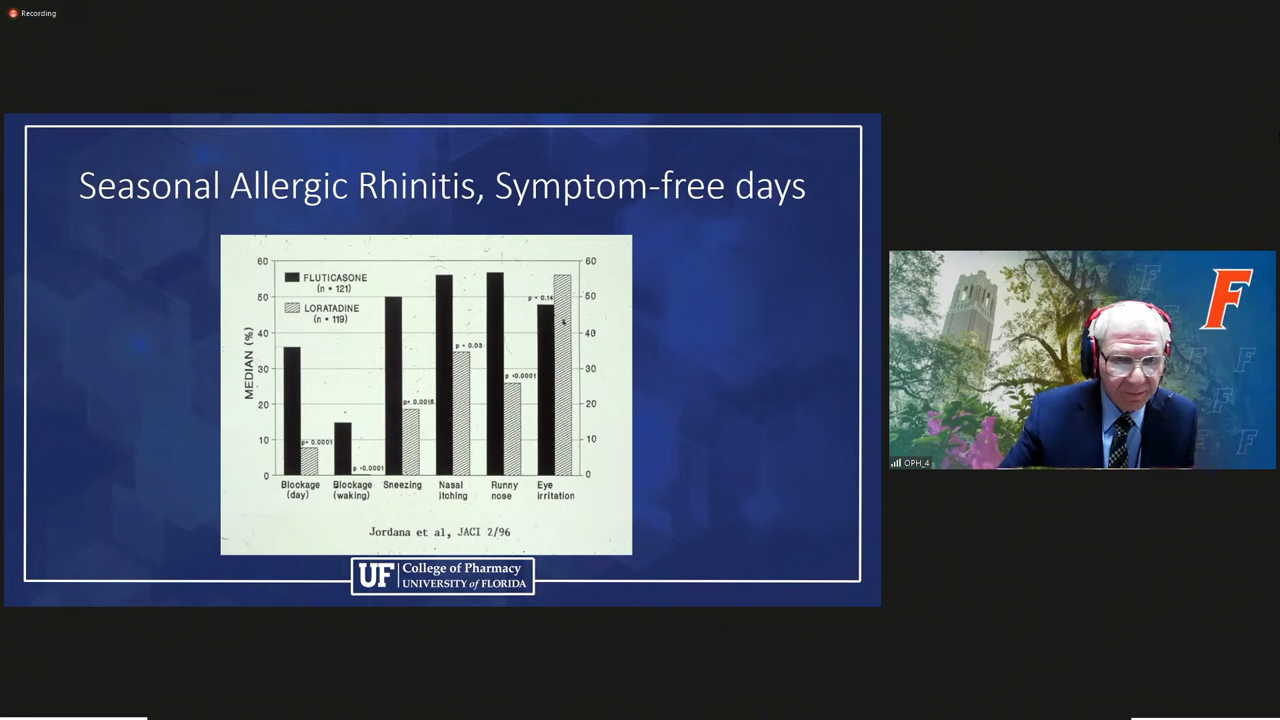 Recording
Seasonal Allergic Rhinitis, Symptom-free days
60
50
40
30
20
10
0
MEDIAN (%)
FLUTICASONE
(n = 121)
LORATADINE
(n = 119)
p= 0.0001
p <0.0001
p= 0.0015
p = 0.03
p <0.0001
p = 0.14
60
50
40
30
20
10
0
Blockage
(day)
Blockage
(waking)
Sneezing
Nasal
itching
Runny
nose
Eye
irritation
Jordana et al, JACI 2/96
UF
College of Pharmacy
UNIVERSITY of FLORIDA
F
OPH_4